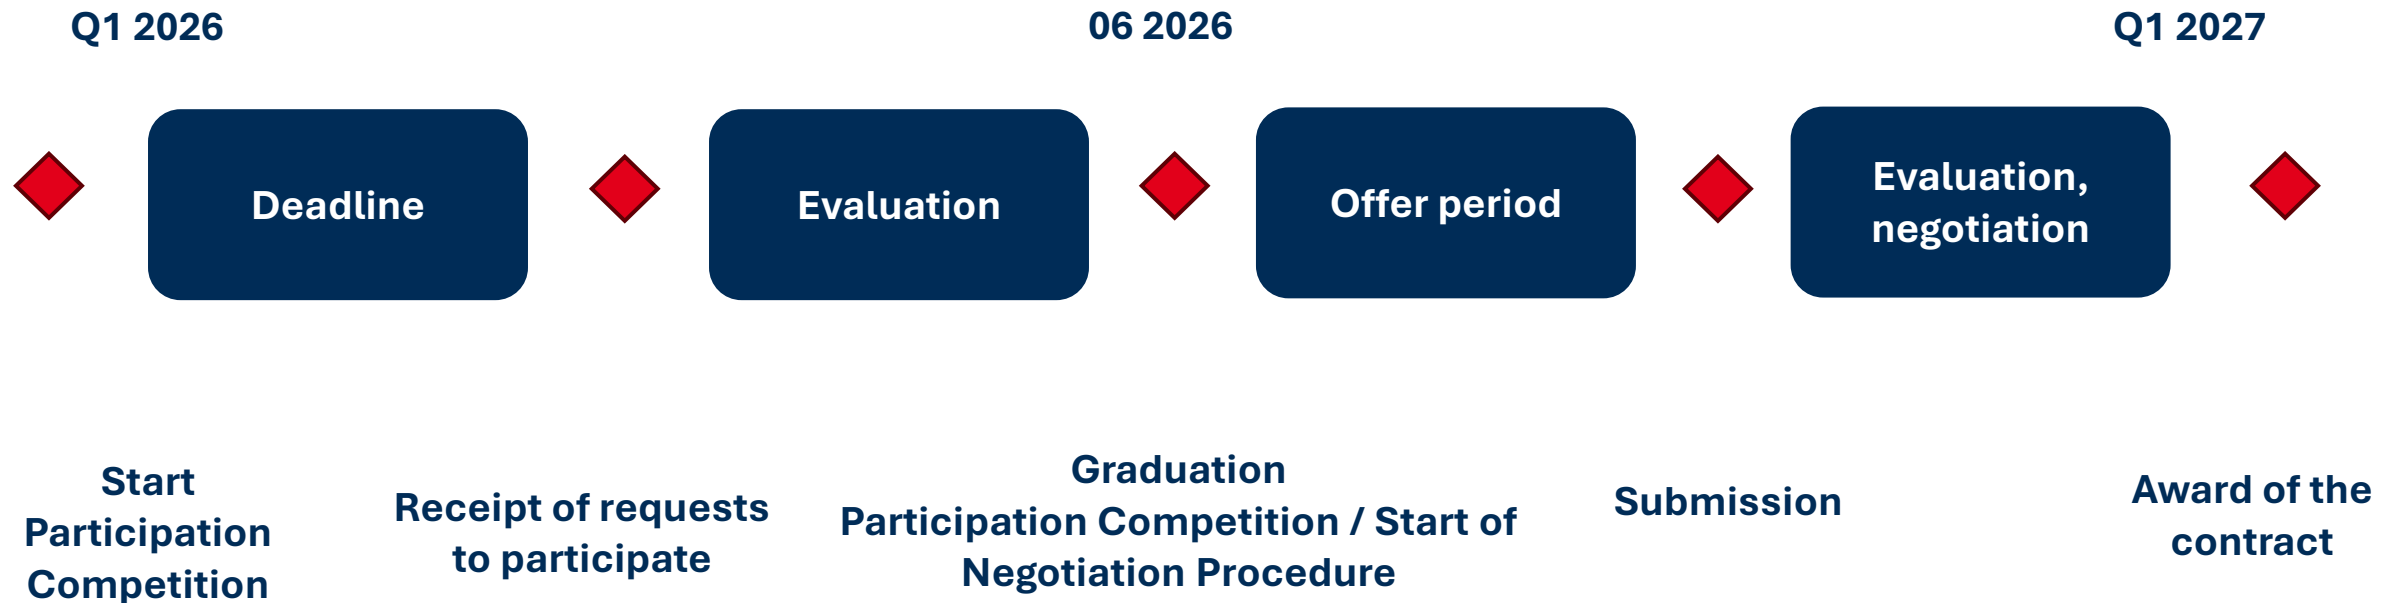 Q1 2026
06 2026
Q1 2027
Deadline
Evaluation
Offer period
Evaluation,
negotiation
Start
Participation
Competition
Receipt of requests
to participate
Graduation
Participation Competition / Start of
Negotiation Procedure
Submission
Award of the
contract